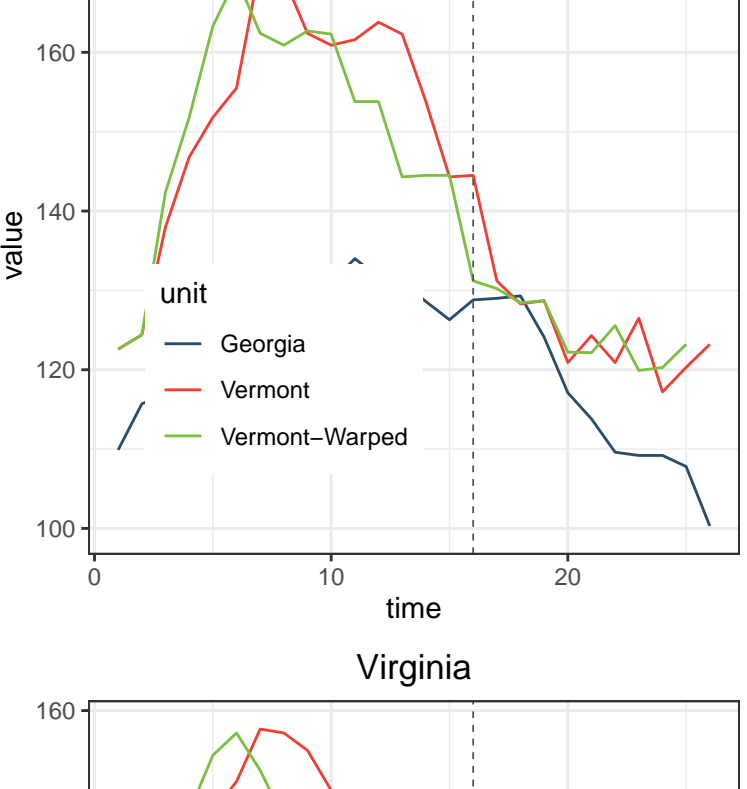 160
140
120
100
value
unit
Georgia
Vermont
Vermont−Warped
0 10 20
time
Virginia
160